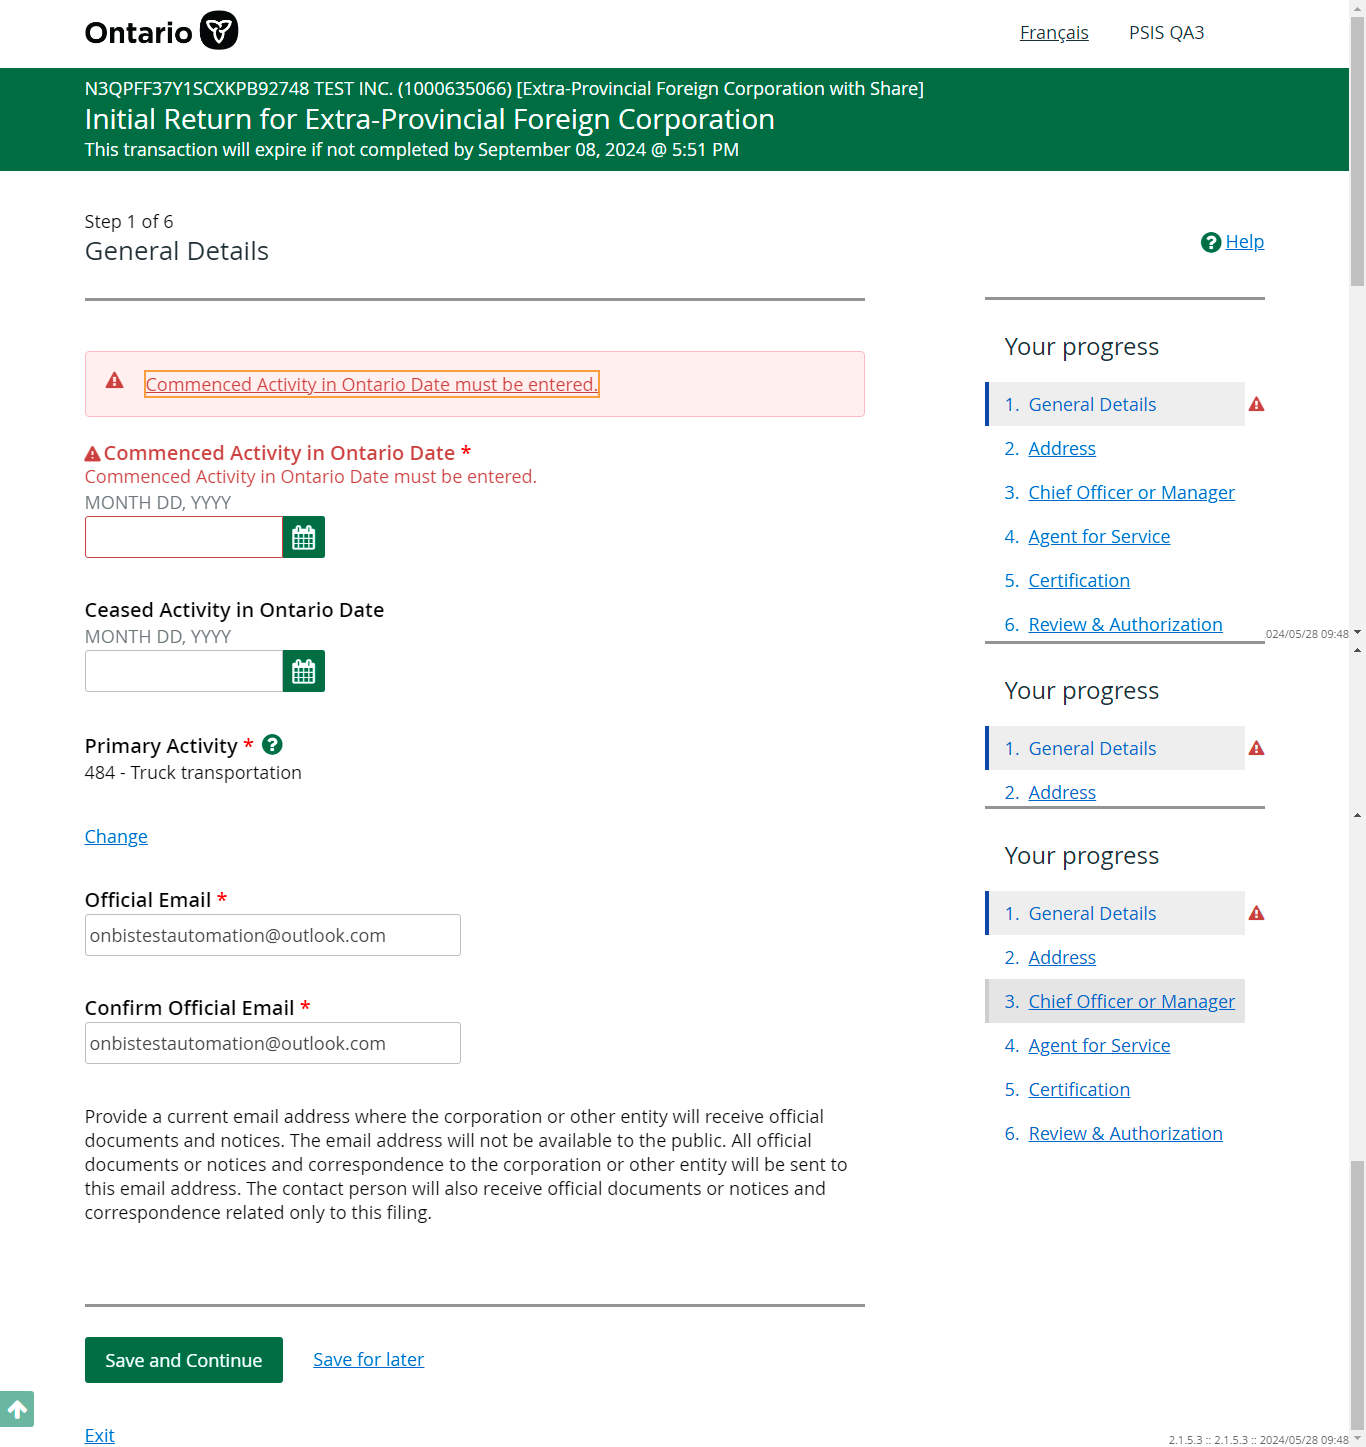 Ontario
Français
PSIS QA3
N3QPFF37Y1SCXKPB92748 TEST INC. (1000635066) [Extra-Provincial Foreign Corporation with Share]
Initial Return for Extra-Provincial Foreign Corporation
This transaction will expire if not completed by September 08, 2024 @ 5:51 PM
Step 1 of 6
General Details
Help
Commenced Activity in Ontario Date must be entered.
Commenced Activity in Ontario Date *
Commenced Activity in Ontario Date must be entered.
MONTH DD, YYYY
Ceased Activity in Ontario Date
MONTH DD, YYYY
Primary Activity *
484 - Truck transportation
Change
Official Email *
onbistestautomation@outlook.com
Confirm Official Email *
onbistestautomation@outlook.com
Provide a current email address where the corporation or other entity will receive official
documents and notices. The email address will not be available to the public. All official
documents or notices and correspondence to the corporation or other entity will be sent to
this email address. The contact person will also receive official documents or notices and
correspondence related only to this filing.
Save and Continue
Save for later
Exit
Your progress
1. General Details
2. Address
3. Chief Officer or Manager
4. Agent for Service
5. Certification
6. Review & Authorization
024/05/28 09:48
Your progress
1. General Details
2. Address
Your progress
1. General Details
2. Address
3. Chief Officer or Manager
4. Agent for Service
5. Certification
6. Review & Authorization
2.1.5.3 :: 2.1.5.3 :: 2024/05/28 09:48